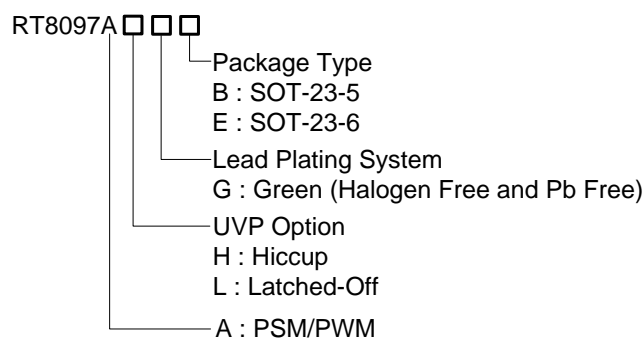 RT8097A
Package Type
B : SOT-23-5
E : SOT-23-6
Lead Plating System
G : Green (Halogen Free and Pb Free)
UVP Option
H : Hiccup
L : Latched-Off
A : PSM/PWM